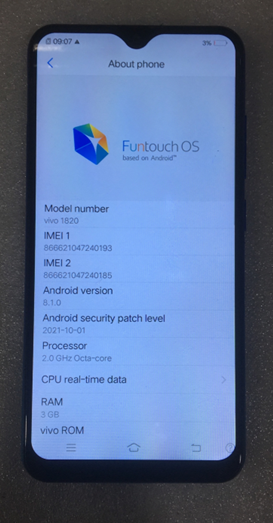 09:07
3%
About phone
Funtouch OS
based on Android™
Model number
vivo 1820
IMEI 1
866621047240193
IMEI 2
866621047240185
Android version
8.1.0
Android security patch level
2021-10-01
Processor
2.0 GHz Octa-core
CPU real-time data
RAM
3 GB
vivo ROM